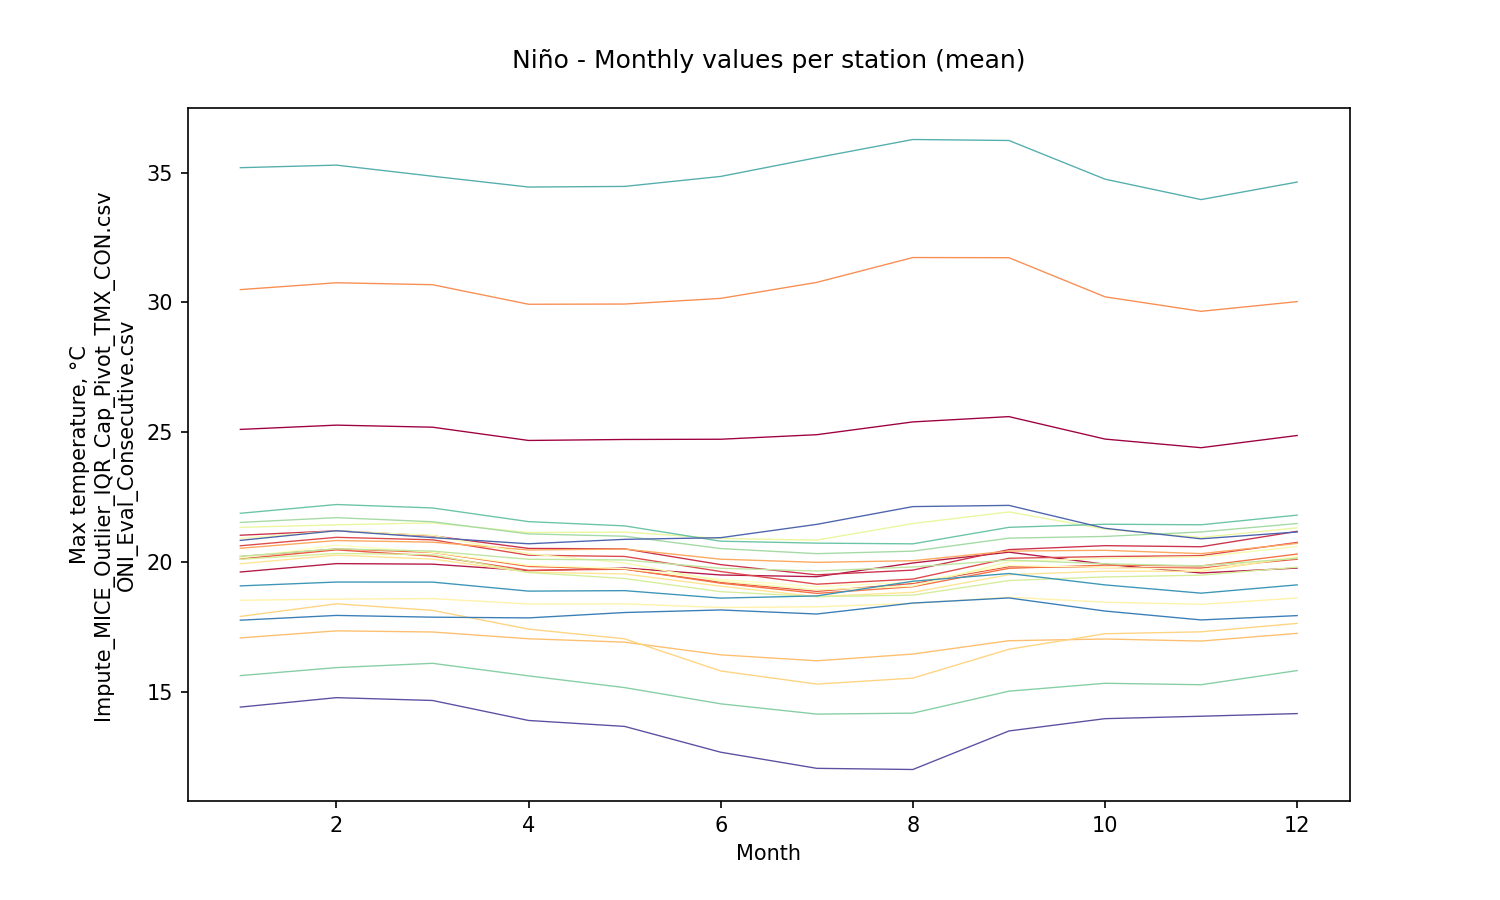 Niño - Monthly values per station (mean)
Max temperature, °C
Impute_MICE_Outlier_IQR_Cap_Pivot_TMX_CON.csv
ONI_Eval_Consecutive.csv
35
30
25
20
15
2 4 6 8 10 12
Month